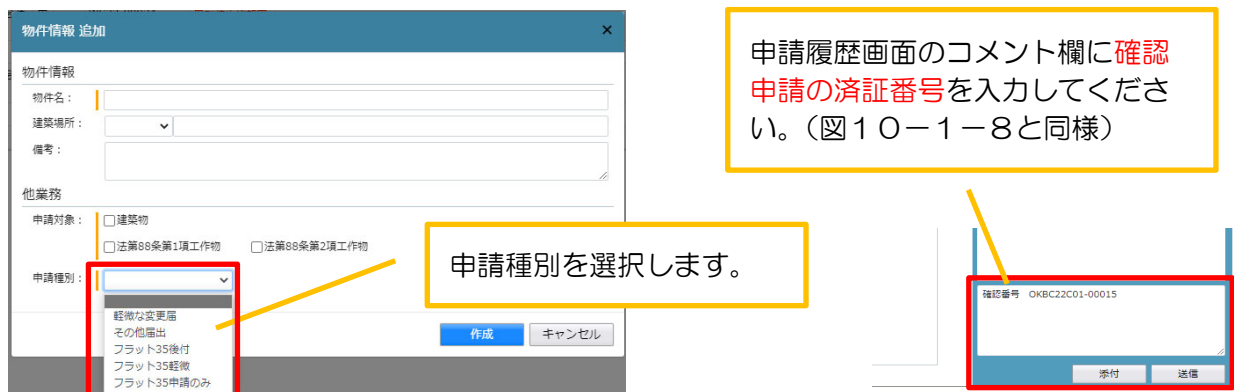 物件情報 追加
×
物件情報
物件名：
建築場所：
備考：
他業務
申請対象：
建築物
法第88条第1項工作物 法第88条第2項工作物
申請種別：
軽微な変更届
その他届出
フラット35後付
フラット35軽微
フラット35申請のみ
作成 キャンセル
申請種別を選択します。
申請履歴画面のコメント欄に確認
申請の済証番号を入力してくださ
い。（図１０－１－８と同様）
確認番号 OKBC22C01-00015
添付 送信